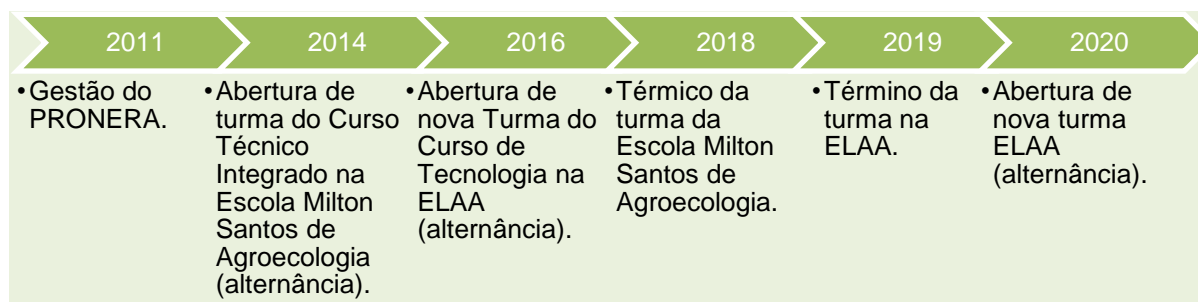 2011
•Gestão do
PRONERA.
2014
•Abertura de
turma do Curso
Técnico
Integrado na
Escola Milton
Santos de
Agroecologia
(alternância).
2016
•Abertura de
nova Turma do
Curso de
Tecnologia na
ELAA
(alternância).
2018
•Térmico da
turma da
Escola Milton
Santos de
Agroecologia.
2019
•Término da
turma na
ELAA.
2020
•Abertura de
nova turma
ELAA
(alternância).